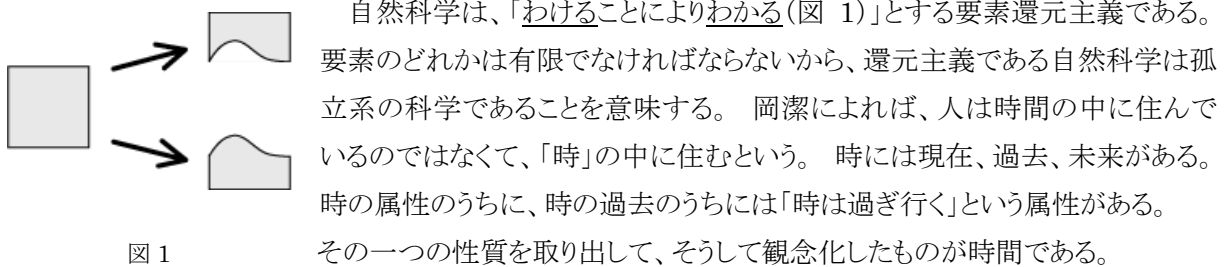 自然科学は、「わけることによりわかる(図 1)」とする要素還元主義である。
要素のどれかは有限でなければならないから、還元主義である自然科学は孤
立系の科学であることを意味する。 岡潔によれば、人は時間の中に住んで
いるのではなくて、「時」の中に住むという。 時には現在、過去、未来がある。
時の属性のうちに、時の過去のうちには「時は過ぎ行く」という属性がある。
その一つの性質を取り出して、そうして観念化したものが時間である。
図 1